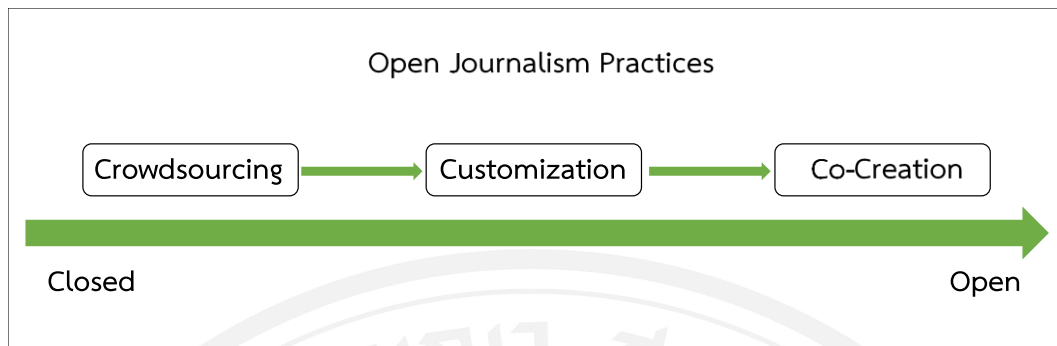 Open Journalism Practices
Crowdsourcing
Customization
Co-Creation
Closed
Open